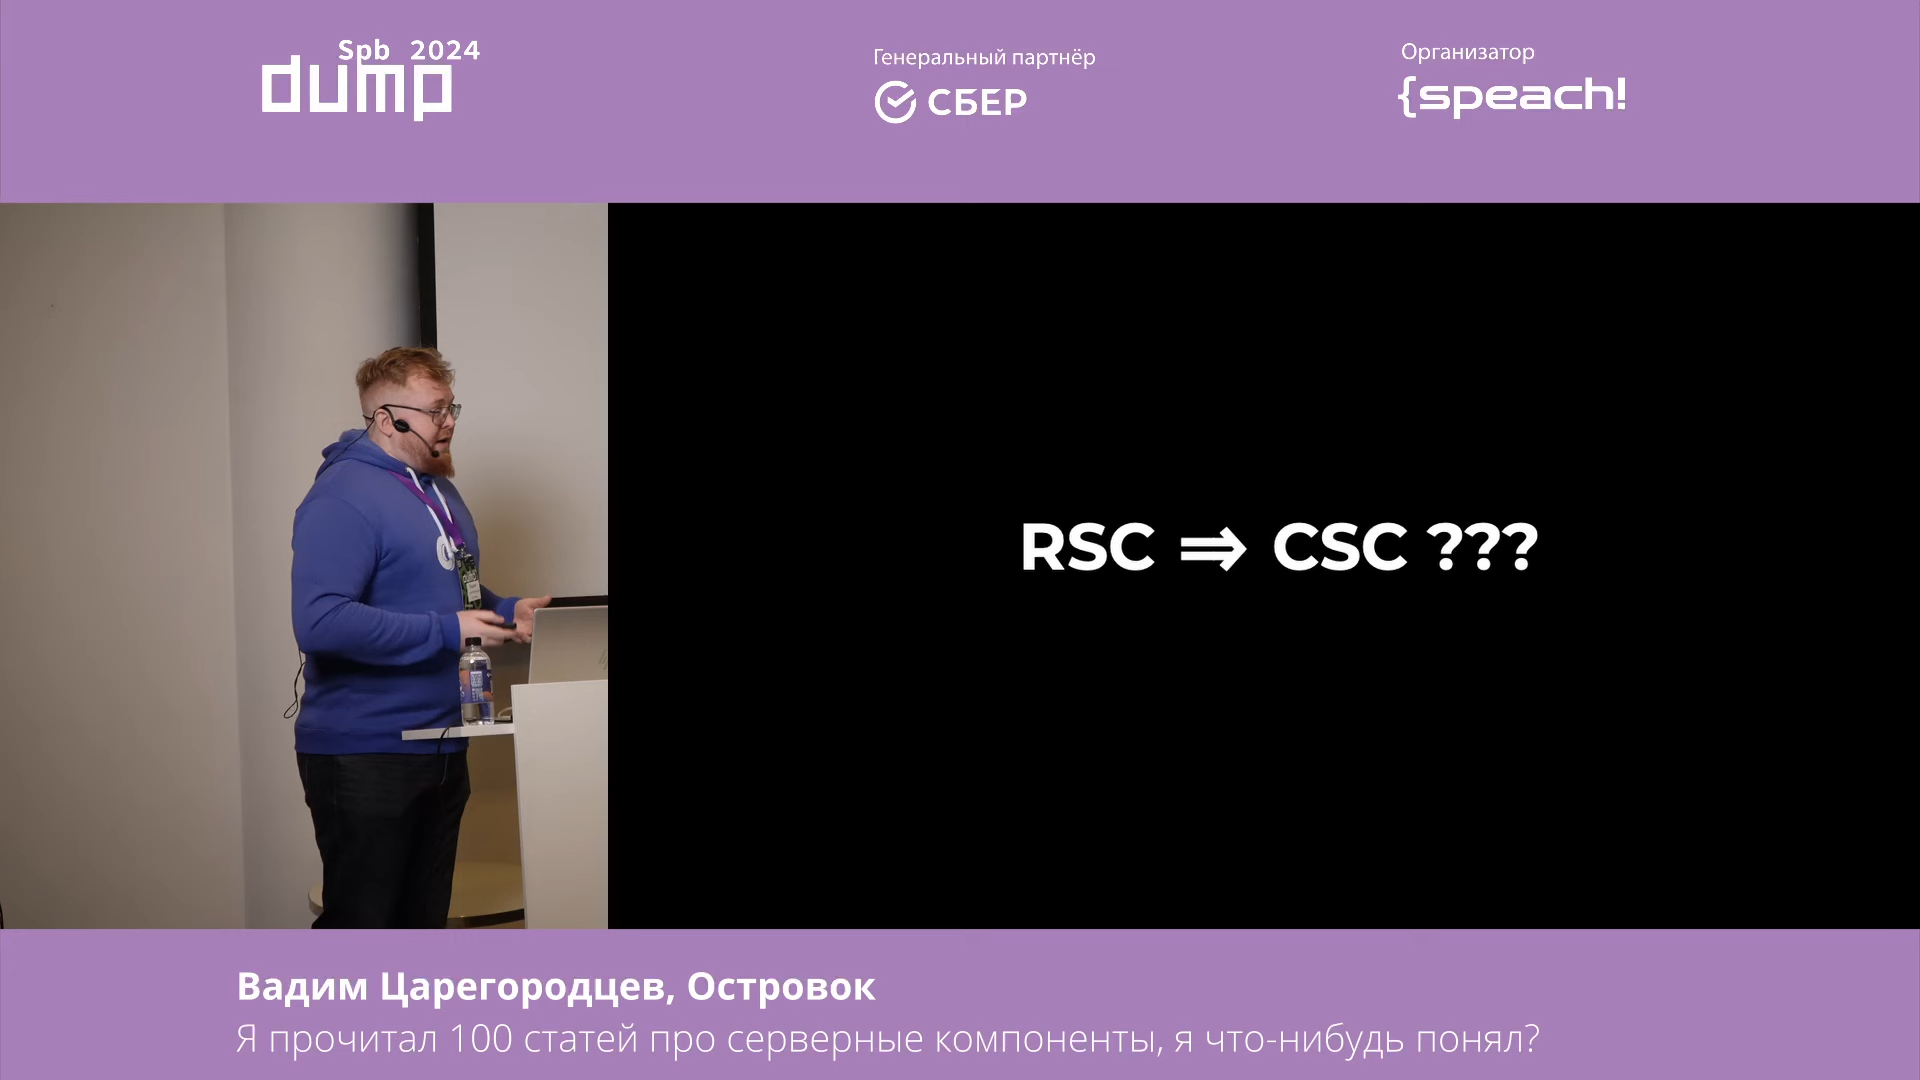 Spb 2024
dump
Генеральный партнёр
СБЕР
Организатор
{speach!
RSC ⇒ CSC ???
Вадим Царегородцев, Островок
Я прочитал 100 статей про серверные компоненты, я что-нибудь понял?